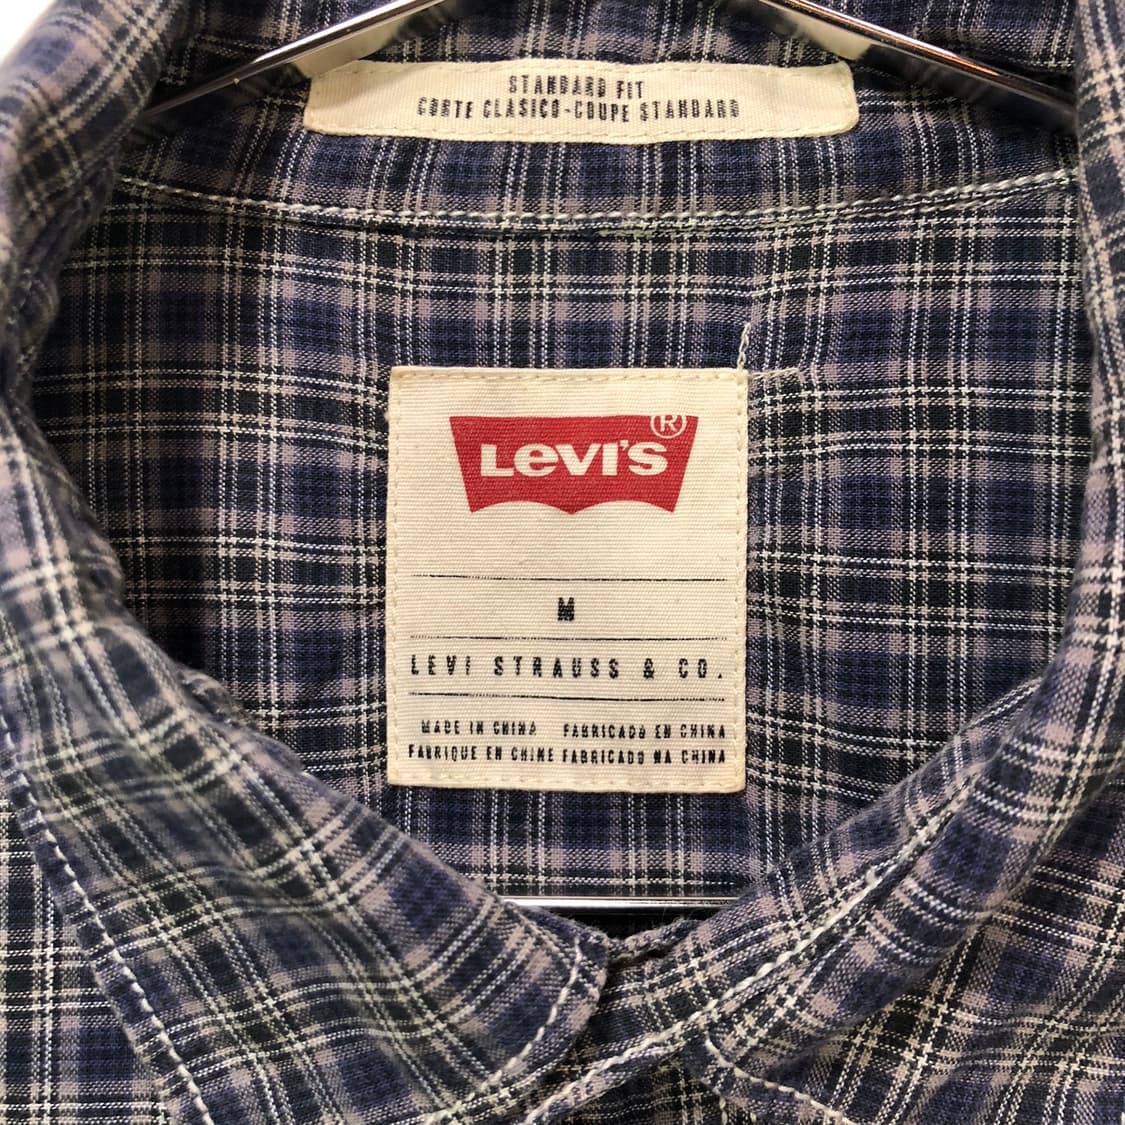 STANDARD FIT
CORTE CLASICO-COUPE STANDARD
LEVI'S®
M
LEVI STRAUSS & CO.
MADE IN CHINA FABRICADO EN CHINA
FABRIQUE EN CHINE FABRICADO NA CHINA